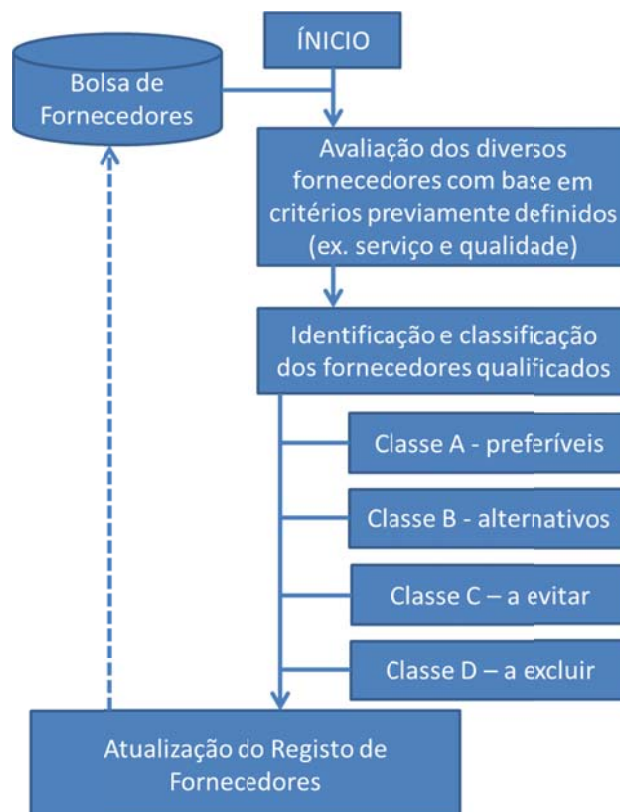 ÍNICIO
Bolsa de
Fornecedores
Avaliação dos diversos
fornecedores com base em
critérios previamente definidos
(ex. serviço e qualidade)
Identificação e classificação
dos fornecedores qualificados
Classe A - preferíveis
Classe B - alternativos
Classe C – a evitar
Classe D – a excluir
Atualização do Registo de
Fornecedores